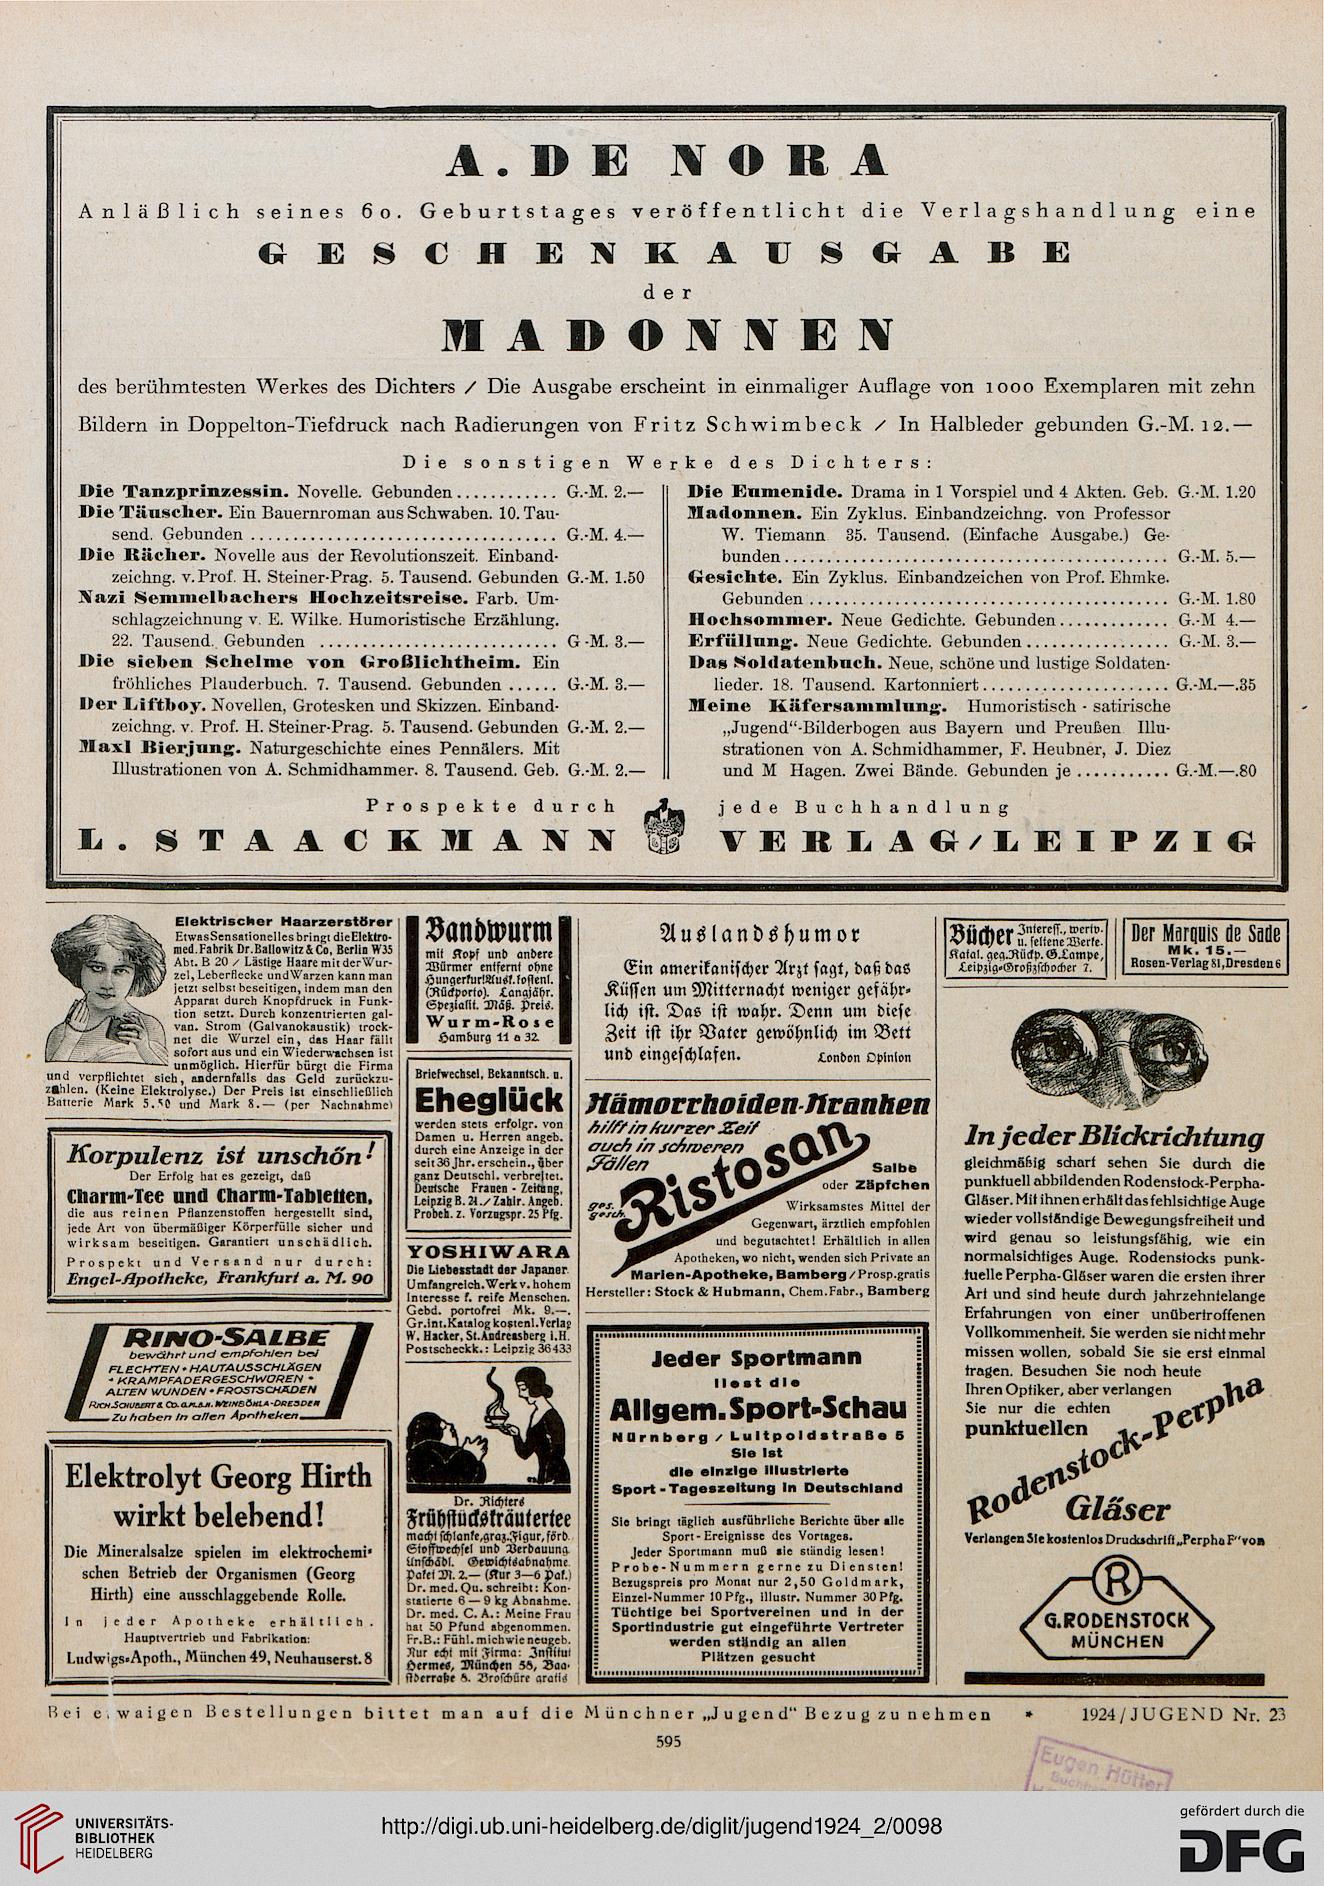 A. DE NORA
Anläßlich seines 60. Geburtstages veröffentlicht die Verlagshandlung eine
GESCHENKAUSGABE
der
MADONNEN
des berühmtesten Werkes des Dichters / Die Ausgabe erscheint in einmaliger Auflage von 1000 Exemplaren mit zehn
Bildern in Doppelton-Tiefdruck nach Radierungen von Fritz Schwimbeck / In Halbleder gebunden G.-M. 12.—
Die sonstigen Werke des Dichters:
Die Tanzprinzessin. Novelle. Gebunden ............ G.-M. 2.—
Die Täuscher. Ein Bauernroman aus Schwaben. 10. Tau-
send. Gebunden .................................... G.-M. 4.—
Die Rächer. Novelle aus der Revolutionszeit. Einband-
zeichng. v. Prof. H. Steiner-Prag. 5. Tausend. Gebunden G.-M. 1.50
Nazi Semmelbachers Hochzeitsreise. Farb. Um-
schlagzeichnung v. E. Wilke. Humoristische Erzählung.
22. Tausend. Gebunden ............................ G.-M. 3.—
Die sieben Schelme von Großlichtheim. Ein
fröhliches Plauderbuch. 7. Tausend. Gebunden ...... G.-M. 3.—
Der Liftboy. Novellen, Grotesken und Skizzen. Einband-
zeichng. v. Prof. H. Steiner-Prag. 5. Tausend. Gebunden G.-M. 2.—
Maxl Bierjung. Naturgeschichte eines Pennälers. Mit
Illustrationen von A. Schmidhammer. 8. Tausend. Geb. G.-M. 2.—
Die Eumenide. Drama in 1 Vorspiel und 4 Akten. Geb. G.-M. 1.20
Madonnen. Ein Zyklus. Einbandzeichng. von Professor
W. Tiemann 35. Tausend. (Einfache Ausgabe.) Ge-
bunden ............................................ G.-M. 5.—
Gesichte. Ein Zyklus. Einbandzeichen von Prof. Ehmke.
Gebunden ........................................ G.-M. 1.80
Hochsommer. Neue Gedichte. Gebunden ............. G.-M 4.—
Erfüllung. Neue Gedichte. Gebunden ................. G.-M. 3.—
Das Soldatenbuch. Neue, schöne und lustige Soldaten-
lieder. 18. Tausend. Kartonniert ...................... G.-M.—.35
Meine Käfersammlung. Humoristisch - satirische
„Jugend“-Bilderbogen aus Bayern und Preußen Illu-
strationen von A. Schmidhammer, F. Heubner, J. Diez
und M Hagen. Zwei Bände. Gebunden je ........... G.-M.—.80
Prospekte durch jede Buchhandlung
L. STAACKMANN VERLAG / LEIPZIG
Elektrischer Haarzerstörer
Etwas Sensationelles bringt die Elektro-
med. Fabrik Dr. Ballowitz & Co, Berlin W35
Abt. B 20 / Lästige Haare mit der Wur-
zel, Leberflecke und Warzen kann man
jetzt selbst beseitigen, indem man den
Apparat durch Knopfdruck in Funk-
tion setzt. Durch konzentrierten gal-
van. Strom (Galvanokaustik) trock-
net die Wurzel ein, das Haar fällt
sofort aus und ein Wiederwachsen ist
unmöglich. Hierfür bürgt die Firma
und verpflichtet sich, andernfalls das Geld zurückzu-
zahlen. (Keine Elektrolyse.) Der Preis ist einschließlich
Batterie Mark 5.50 und Mark 8.— (per Nachnahme)
Korpulenz ist unschön!
Der Erfolg hat es gezeigt, daß
Charm-Tee und Charm-Tabletten,
die aus reinen Pflanzenstoffen hergestellt sind,
jede Art von übermäßiger Körperfülle sicher und
wirksam beseitigen. Garantiert unschädlich.
Prospekt und Versand nur durch:
Engel-Apotheke, Frankfurt a. M. 90
RINO-SALBE
bewährt und empfohlen bei
FLECHTEN • HAUTAUSSCHLÄGEN
• KRAMPFADERGESCHWÜREN •
ALTEN WUNDEN • FROSTSCHÄDEN
RICH. SCHUBERT & CO. G.M.B.H. WEINBÖHLA-DRESDEN
Zu haben in allen Apotheken
Elektrolyt Georg Hirth
wirkt belebend!
Die Mineralsalze spielen im elektrochemi-
schen Betrieb der Organismen (Georg
Hirth) eine ausschlaggebende Rolle.
In jeder Apotheke erhältlich.
Hauptvertrieb und Fabrikation:
Ludwigs-Apoth., München 49, Neuhauserst. 8
Bandwurm
mit Kopf und andere
Würmer entfernt ohne
Hungerkur! Ausk. kostenl.
(Rückporto). Langjähr.
Spezialit. Mäß. Preis.
Wurm-Rose
Hamburg 11 a 32.
Briefwechsel, Bekanntsch. u.
Eheglück
werden stets erfolgr. von
Damen u. Herren angeb.
durch eine Anzeige in der
seit 36 Jhr. erschein., über
ganz Deutschl. verbreitet.
Deutsche Frauen - Zeitung,
Leipzig B. 24. / Zahlr. Angeb.
Probeh. z. Vorzugspr. 25 Pfg.
YOSHIWARA
Die Liebesstadt der Japaner
Umfangreich. Werk v. hohem
Interesse f. reife Menschen.
Gebd. portofrei Mk. 9.—.
Gr. int. Katalog kostenl. Verlag
W. Hacker, St. Andreasberg i. H.
Postscheckk.: Leipzig 36433
Dr. Richters
Frühstückskräutertee
macht schlanke, graz. Figur, förd.
Stoffwechsel und Verdauung
Unschädl. Gewichtsabnahme.
Paket M. 2.— (Kur 3—6 Pak.)
Dr. med. Qu. schreibt: Kon-
statierte 6—9 kg Abnahme.
Dr. med. C. A.: Meine Frau
hat 50 Pfund abgenommen.
Fr. B.: Fühl. mich wie neugeb.
Nur echt mit Firma: Institut
Hermes, München 55, Baa-
derstraße 8. Broschüre gratis
Auslandshumor
Ein amerikanischer Arzt sagt, daß das
Küssen um Mitternacht weniger gefähr-
lich ist. Das ist wahr. Denn um diese
Zeit ist ihr Vater gewöhnlich im Bett
und eingeschlafen.
London Opinion
Hämorrhoiden-Kranken
hilft in kurzer Zeit
auch in schweren
Fällen
ges.
gesch.
Ristosan
Salbe
oder Zäpfchen
Wirksamstes Mittel der
Gegenwart, ärztlich empfohlen
und begutachtet! Erhältlich in allen
Apotheken, wo nicht, wenden sich Private an
Marien-Apotheke, Bamberg / Prosp. gratis
Hersteller: Stock & Hubmann, Chem. Fabr., Bamberg
Jeder Sportmann
liest die
Allgem. Sport-Schau
Nürnberg / Luitpoldstraße 5
Sie ist
die einzige illustrierte
Sport - Tageszeitung in Deutschland
Sie bringt täglich ausführliche Berichte über alle
Sport-Ereignisse des Vortages.
Jeder Sportmann muß sie ständig lesen!
Probe-Nummern gerne zu Diensten!
Bezugspreis pro Monat nur 2,50 Goldmark,
Einzel-Nummer 10 Pfg., illustr. Nummer 30 Pfg.
Tüchtige bei Sportvereinen und in der
Sportindustrie gut eingeführte Vertreter
werden ständig an allen
Plätzen gesucht
Bücher Interess., wertv.
u. seltene Werke.
Katal. geg. Rückp. G. Lampe,
Leipzig-Großzschocher 7.
Der Marquis de Sade
Mk. 15.—
Rosen-Verlag 81, Dresden 6
In jeder Blickrichtung
gleichmäßig scharf sehen Sie durch die
punktuell abbildenden Rodenstock-Perpha-
Gläser. Mit ihnen erhält das fehlsichtige Auge
wieder vollständige Bewegungsfreiheit und
wird genau so leistungsfähig, wie ein
normalsichtiges Auge. Rodenstocks punk-
tuelle Perpha-Gläser waren die ersten ihrer
Art und sind heute durch jahrzehntelange
Erfahrungen von einer unübertroffenen
Vollkommenheit. Sie werden sie nicht mehr
missen wollen, sobald Sie sie erst einmal
tragen. Besuchen Sie noch heute
Ihren Optiker, aber verlangen
Sie nur die echten
punktuellen
Rodenstock-Perpha
Gläser
Verlangen Sie kostenlos Druckschrift „Perpha F“ von
R
G. RODENSTOCK
MÜNCHEN
Bei etwaigen Bestellungen bittet man auf die Münchner „Jugend“ Bezug zu nehmen * 1924 / JUGEND Nr. 23
595
Eugen Hütter
UNIVERSITÄTS-
BIBLIOTHEK
HEIDELBERG
http://digi.ub.uni-heidelberg.de/diglit/jugend1924_2/0098
gefördert durch die
DFG